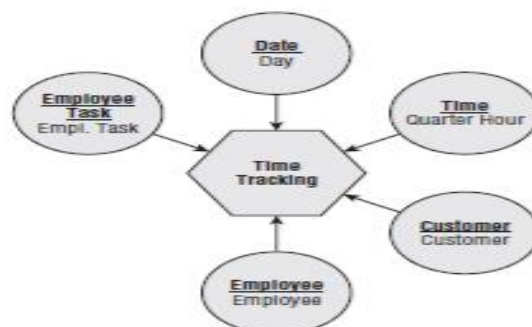 Date
Day
Employee
Task
Empl. Task
Time
Quarter Hour
Time
Tracking
Customer
Customer
Employee
Employee